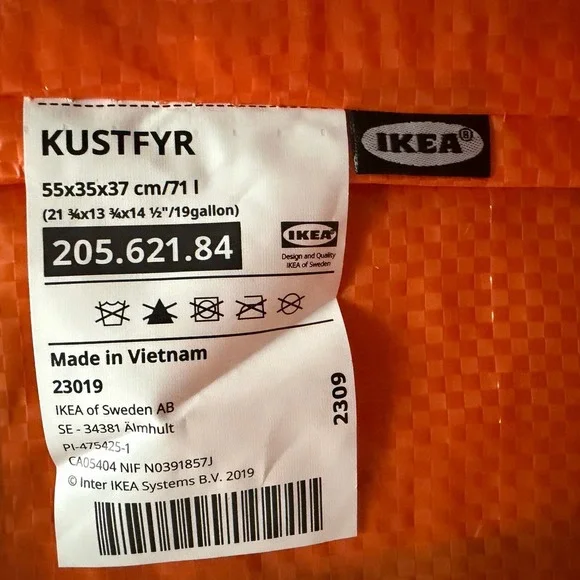 KUSTFYR
IKEA®
55x35x37 cm/71 l
(21 ¾x13 ¾x14 ½"/19gallon)
205.621.84
IKEA®
Design and Quality
IKEA of Sweden
Made in Vietnam
23019
2309
IKEA of Sweden AB
SE - 34381 Älmhult
PI-475425-1
CA05404 NIF N0391857J
© Inter IKEA Systems B.V. 2019